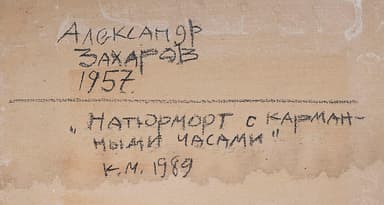 АЛЕКСАНДР
ЗАХАРОВ
1957.
„НАТЮРМОРТ С КАРМАН-
НЫМИ ЧАСАМИ"
К.М. 1989